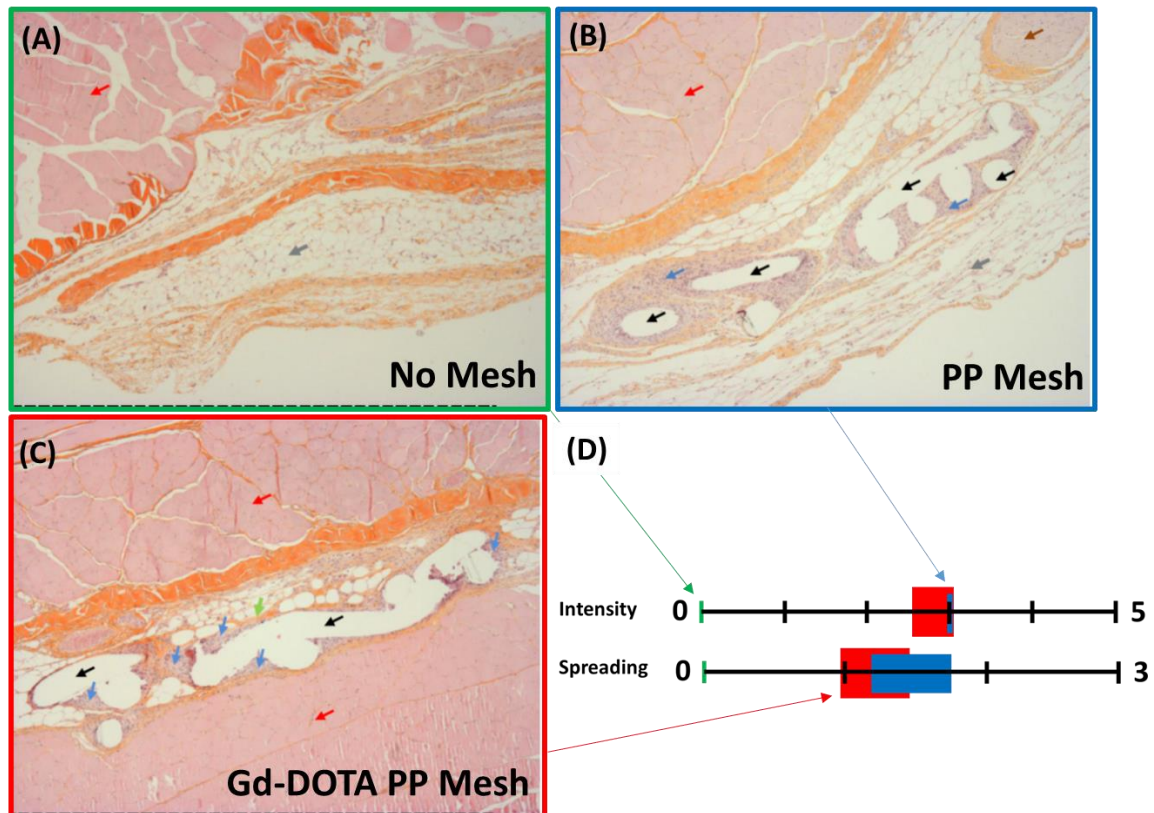 (A)
No Mesh
(B)
PP Mesh
(C)
Gd-DOTA PP Mesh
(D)
Intensity 0 5
Spreading 0 3